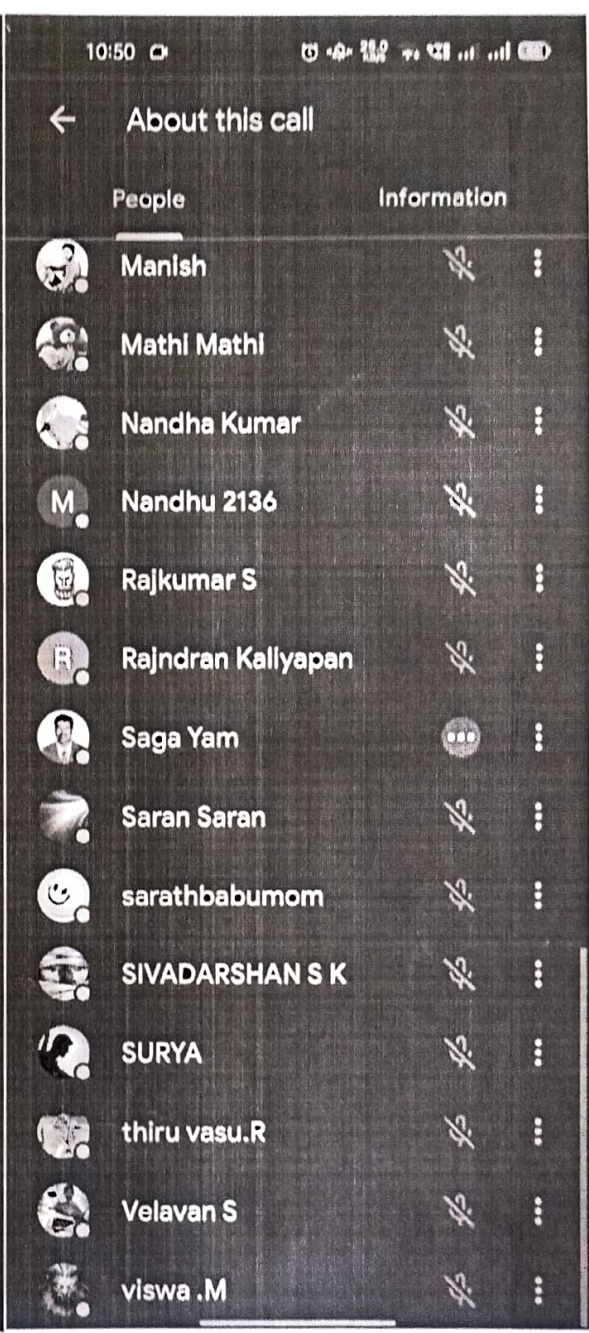 10:50
About this call
People Information
Manish
Mathi Mathi
Nandha Kumar
M Nandhu 2136
Rajkumar S
R Rajndran Kaliyapan
Saga Yam
Saran Saran
sarathbabumom
SIVADARSHAN S K
SURYA
thiru vasu.R
Velavan S
viswa .M